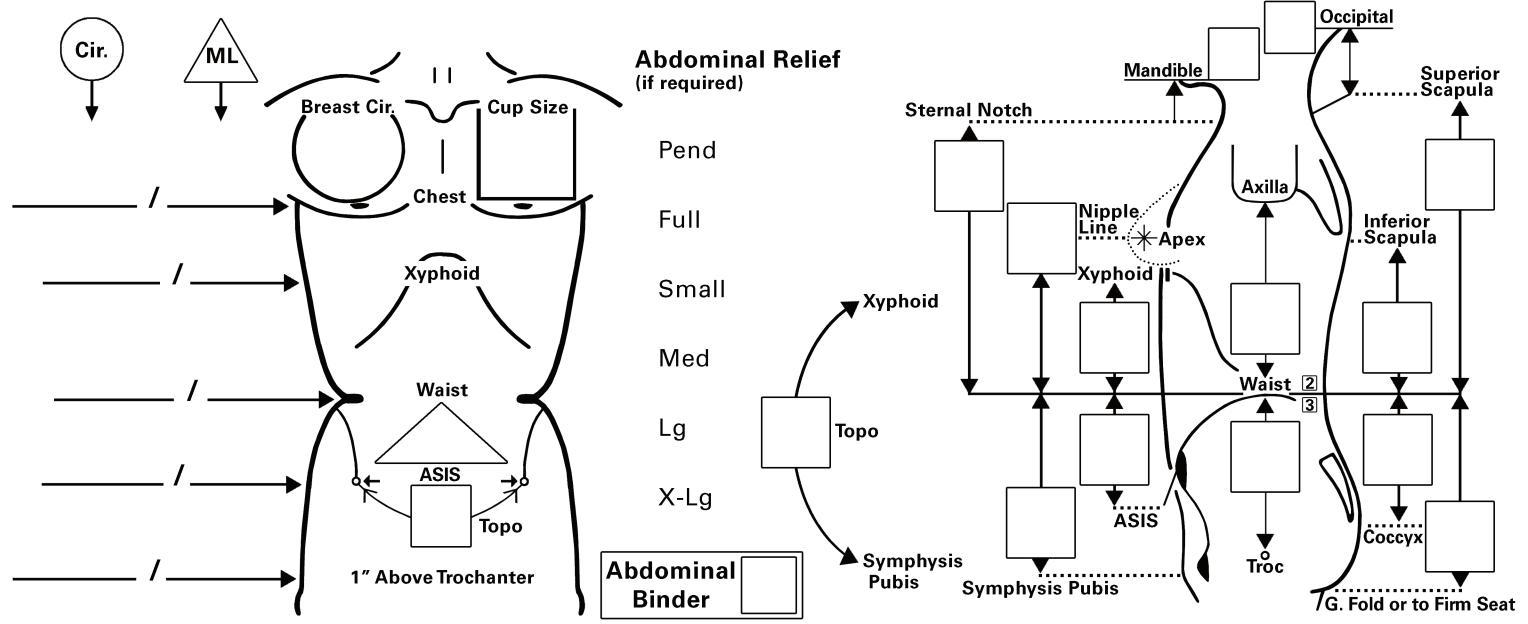 Cir.
ML
Breast Cir.
Cup Size
Chest
/
Xyphoid
/
Waist
/
ASIS
/
Topo
1” Above Trochanter
/
Abdominal Relief
(if required)
Pend
Full
Small
Med
Lg
X-Lg
Abdominal
Binder
Xyphoid
Topo
Symphysis
Pubis
Occipital
Mandible
Superior
Scapula
Sternal Notch
Axilla
Nipple
Line
Apex
Inferior
Scapula
Xyphoid
Waist
2
3
ASIS
Coccyx
Troc
Symphysis Pubis
G. Fold or to Firm Seat